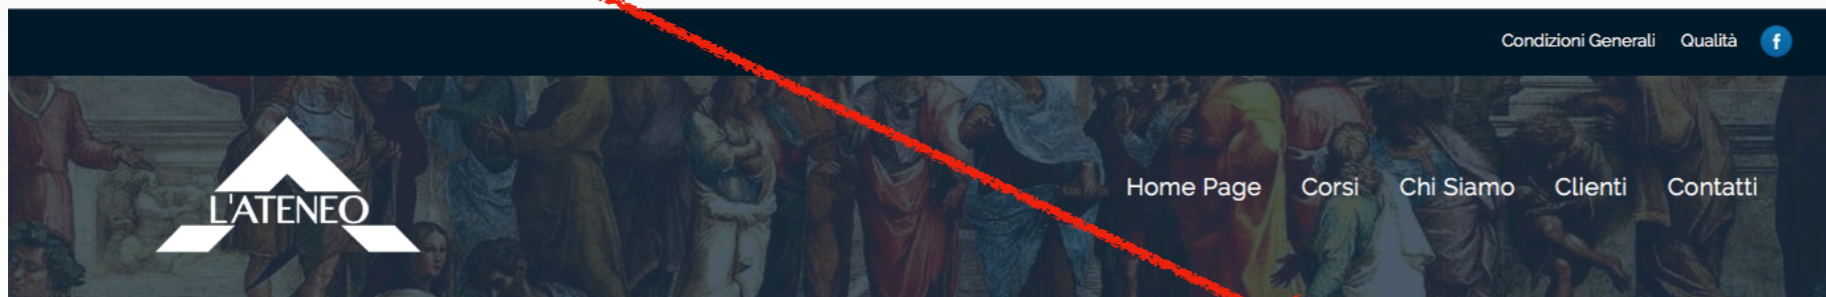 Condizioni Generali Qualità f
L'ATENEO
Home Page Corsi Chi Siamo Clienti Contatti